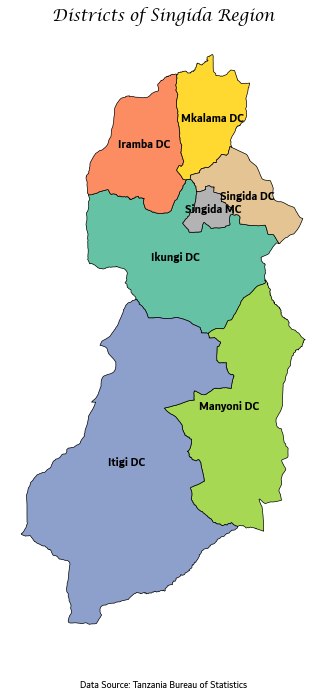 Districts of Singida Region
Mkalama DC
Iramba DC
Singida DC
Singida MC
Ikungi DC
Manyoni DC
Itigi DC
Data Source: Tanzania Bureau of Statistics